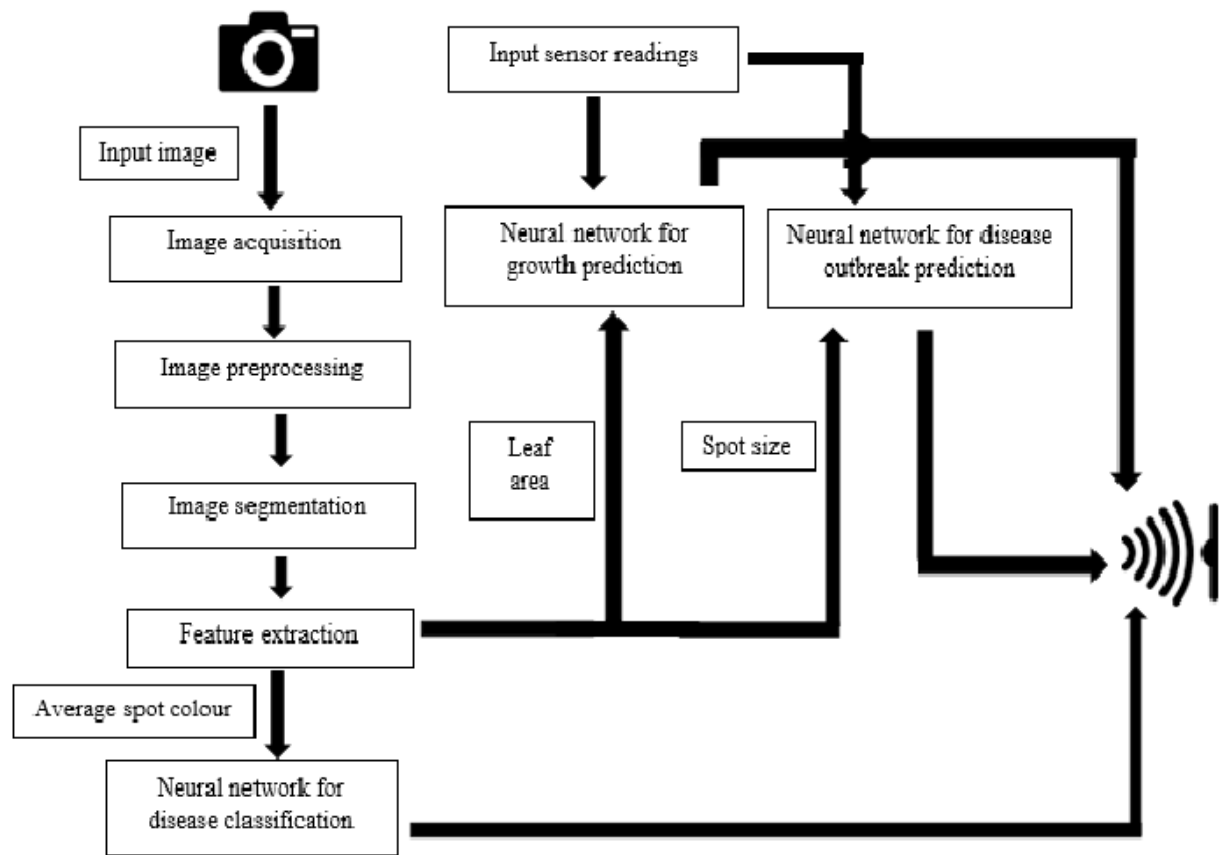 Input image
Image acquisition
Image preprocessing
Image segmentation
Feature extraction
Average spot colour
Neural network for
disease classification
Input sensor readings
Neural network for
growth prediction
Neural network for disease
outbreak prediction
Leaf
area
Spot size